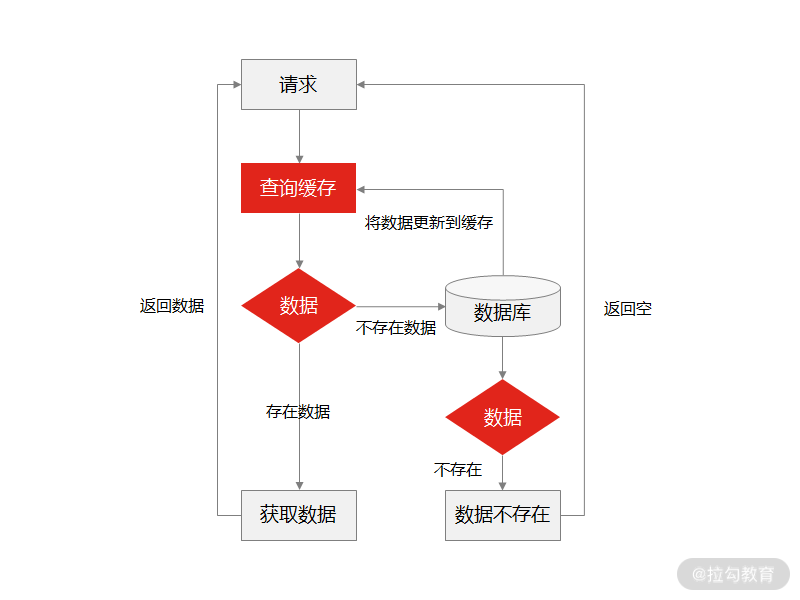 请求
查询缓存
将数据更新到缓存
返回数据
数据
不存在数据
数据库
返回空
存在数据
数据
不存在
获取数据
数据不存在
@拉勾教育